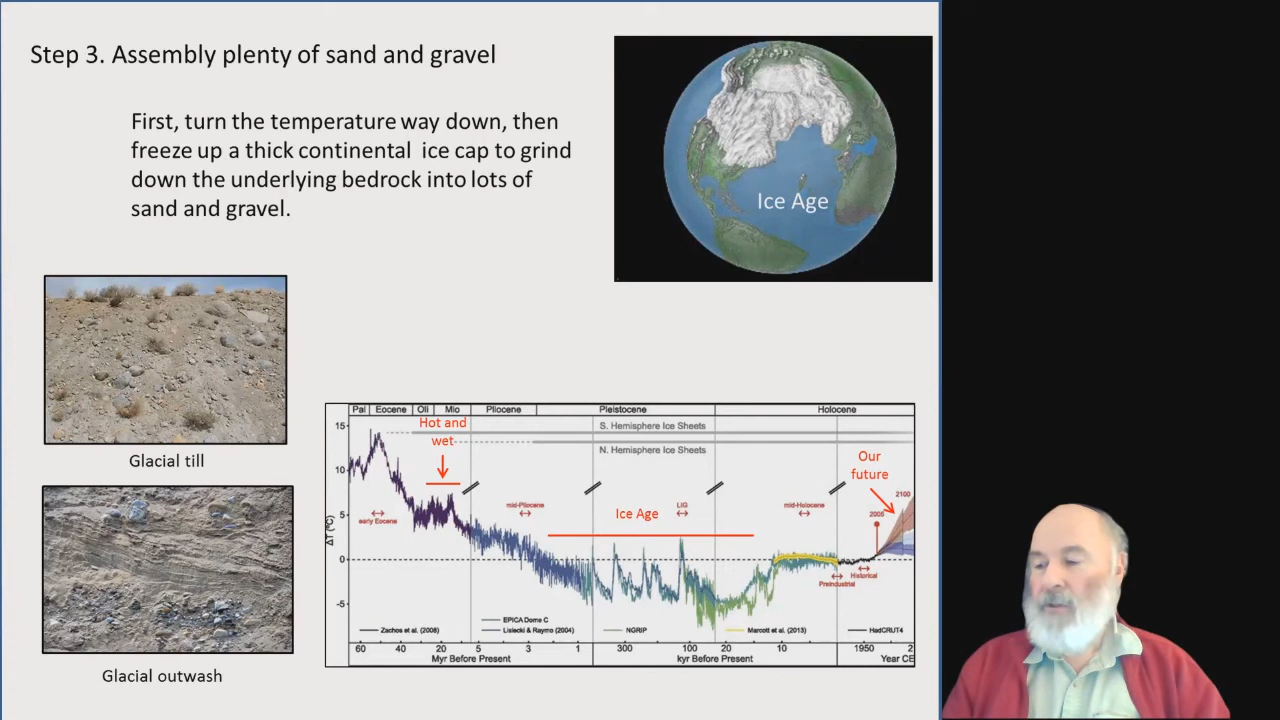 Step 3. Assembly plenty of sand and gravel
First, turn the temperature way down, then
freeze up a thick continental ice cap to grind
down the underlying bedrock into lots of
sand and gravel.
Ice Age
Glacial till
Glacial outwash
Pal Eocene Oli Mio Pliocene Pleistocene Holocene
Hot and
wet
S. Hemisphere Ice Sheets
N. Hemisphere Ice Sheets
Our
future
15
10
5
0
-5
ΔT (°C)
early Eocene
mid-Pliocene
Ice Age
LIG
mid-Holocene
2005
2100
Preindustrial
Historical
EPICA Dome C
Zachos et al. (2008) Lisiecki & Raymo (2004) NGRIP Marcott et al. (2013) HadCRUT4
60 40 20 5 3 1 300 100 20 10 1950 2
Myr Before Present kyr Before Present Year CE